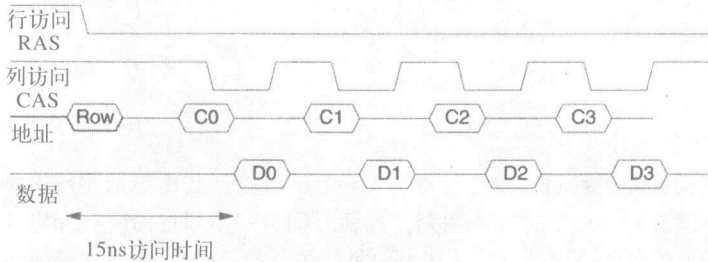 行访问
RAS
列访问
CAS
Row C0 C1 C2 C3
地址
D0 D1 D2 D3
数据
15ns访问时间